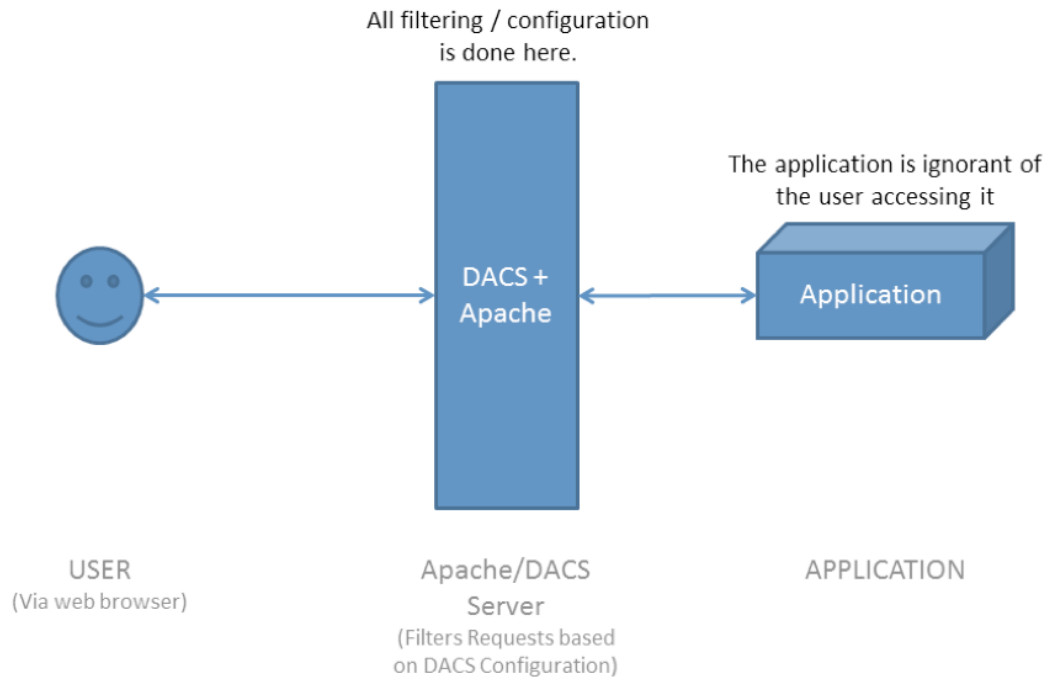 All filtering / configuration
is done here.
The application is ignorant of
the user accessing it
DACS +
Apache
Application
USER
(Via web browser)
Apache/DACS
Server
(Filters Requests based
on DACS Configuration)
APPLICATION